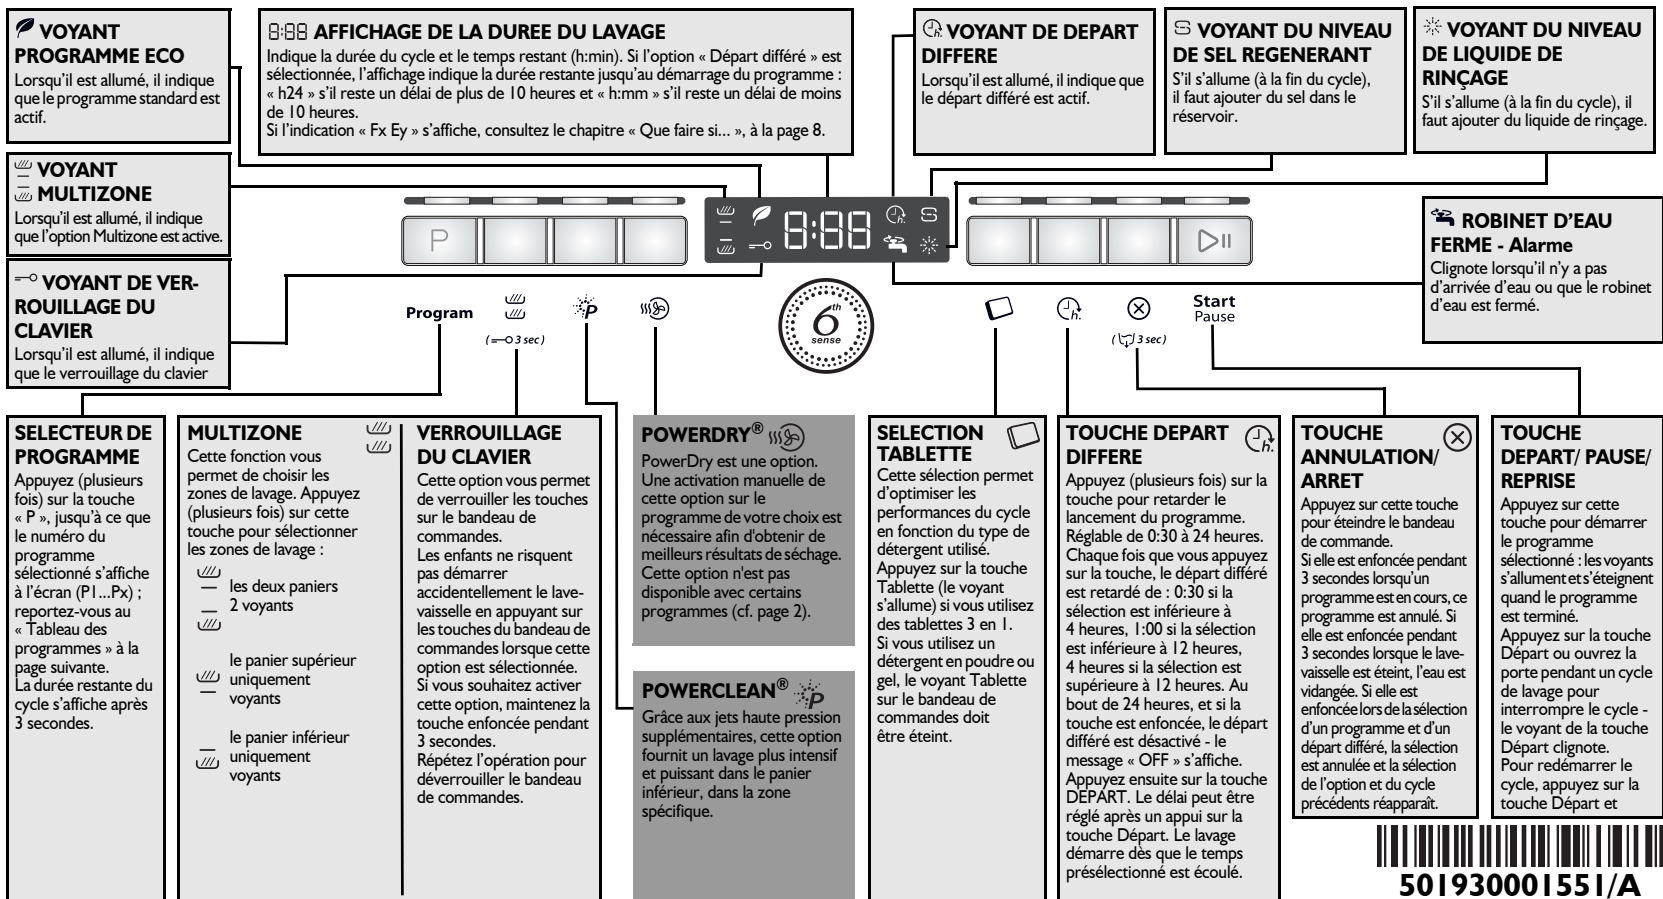 VOYANT
PROGRAMME ECO
Lorsqu'il est allumé, il indique
que le programme standard est
actif.
8:88 AFFICHAGE DE LA DUREE DU LAVAGE
Indique la durée du cycle et le temps restant (h:min). Si l'option « Départ différé » est
sélectionnée, l'affichage indique la durée restante jusqu'au démarrage du programme :
« h24 » s'il reste un délai de plus de 10 heures et « h:mm » s'il reste un délai de moins
de 10 heures.
Si l'indication « Fx Ey » s'affiche, consultez le chapitre « Que faire si... », à la page 8.
h. VOYANT DE DEPART
DIFFERE
Lorsqu'il est allumé, il indique que
le départ différé est actif.
VOYANT DU NIVEAU
DE SEL REGENERANT
S'il s'allume (à la fin du cycle),
il faut ajouter du sel dans le
réservoir.
VOYANT DU NIVEAU
DE LIQUIDE DE
RINÇAGE
S'il s'allume (à la fin du cycle), il
faut ajouter du liquide de rinçage.
VOYANT
MULTIZONE
Lorsqu'il est allumé, il indique
que l'option Multizone est active.
VOYANT DE VER-
ROUILLAGE DU
CLAVIER
Lorsqu'il est allumé, il indique
que le verrouillage du clavier
ROBINET D'EAU
FERME - Alarme
Clignote lorsqu'il n'y a pas
d'arrivée d'eau ou que le robinet
d'eau est fermé.
P
8:88
h.
Program
P
(3 sec)
6th
sense
h.
(3 sec)
Start
Pause
SELECTEUR DE
PROGRAMME
Appuyez (plusieurs
fois) sur la touche
« P », jusqu'à ce que
le numéro du
programme
sélectionné s'affiche
à l'écran (P1...Px) ;
reportez-vous au
« Tableau des
programmes » à la
page suivante.
La durée restante du
cycle s'affiche après
3 secondes.
MULTIZONE
Cette fonction vous
permet de choisir les
zones de lavage. Appuyez
(plusieurs fois) sur cette
touche pour sélectionner
les zones de lavage :
les deux paniers
2 voyants
le panier supérieur
uniquement
voyants
le panier inférieur
uniquement
voyants
VERROUILLAGE
DU CLAVIER
Cette option vous permet
de verrouiller les touches
sur le bandeau de
commandes.
Les enfants ne risquent
pas démarrer
accidentellement le lave-
vaisselle en appuyant sur
les touches du bandeau de
commandes lorsque cette
option est sélectionnée.
Si vous souhaitez activer
cette option, maintenez la
touche enfoncée pendant
3 secondes.
Répétez l'opération pour
déverrouiller le bandeau
de commandes.
POWERDRY®
PowerDry est une option.
Une activation manuelle de
cette option sur le
programme de votre choix est
nécessaire afin d'obtenir de
meilleurs résultats de séchage.
Cette option n'est pas
disponible avec certains
programmes (cf. page 2).
POWERCLEAN® P
Grâce aux jets haute pression
supplémentaires, cette option
fournit un lavage plus intensif
et puissant dans le panier
inférieur, dans la zone
spécifique.
SELECTION
TABLETTE
Cette sélection permet
d'optimiser les
performances du cycle
en fonction du type de
détergent utilisé.
Appuyez sur la touche
Tablette (le voyant
s'allume) si vous utilisez
des tablettes 3 en 1.
Si vous utilisez un
détergent en poudre ou
gel, le voyant Tablette
sur le bandeau de
commandes doit
être éteint.
TOUCHE DEPART
DIFFERE h.
Appuyez (plusieurs fois) sur la
touche pour retarder le
lancement du programme.
Réglable de 0:30 à 24 heures.
Chaque fois que vous appuyez
sur la touche, le départ différé
est retardé de : 0:30 si la
sélection est inférieure à
4 heures, 1:00 si la sélection
est inférieure à 12 heures,
4 heures si la sélection est
supérieure à 12 heures. Au
bout de 24 heures, et si la
touche est enfoncée, le départ
différé est désactivé - le
message « OFF » s'affiche.
Appuyez ensuite sur la touche
DEPART. Le délai peut être
réglé après un appui sur la
touche Départ. Le lavage
démarre dès que le temps
présélectionné est écoulé.
TOUCHE
ANNULATION/
ARRET
Appuyez sur cette touche
pour éteindre le bandeau
de commande.
Si elle est enfoncée pendant
3 secondes lorsqu'un
programme est en cours, ce
programme est annulé. Si
elle est enfoncée pendant
3 secondes lorsque le lave-
vaisselle est éteint, l'eau est
vidangée. Si elle est
enfoncée lors de la sélection
d'un programme et d'un
départ différé, la sélection
est annulée et la sélection
de l'option et du cycle
précédents réapparaît.
TOUCHE
DEPART/ PAUSE/
REPRISE
Appuyez sur cette
touche pour démarrer
le programme
sélectionné : les voyants
s'allument et s'éteignent
quand le programme
est terminé.
Appuyez sur la touche
Départ ou ouvrez la
porte pendant un cycle
de lavage pour
interrompre le cycle -
le voyant de la touche
Départ clignote.
Pour redémarrer le
cycle, appuyez sur la
touche Départ et
501930001551/A